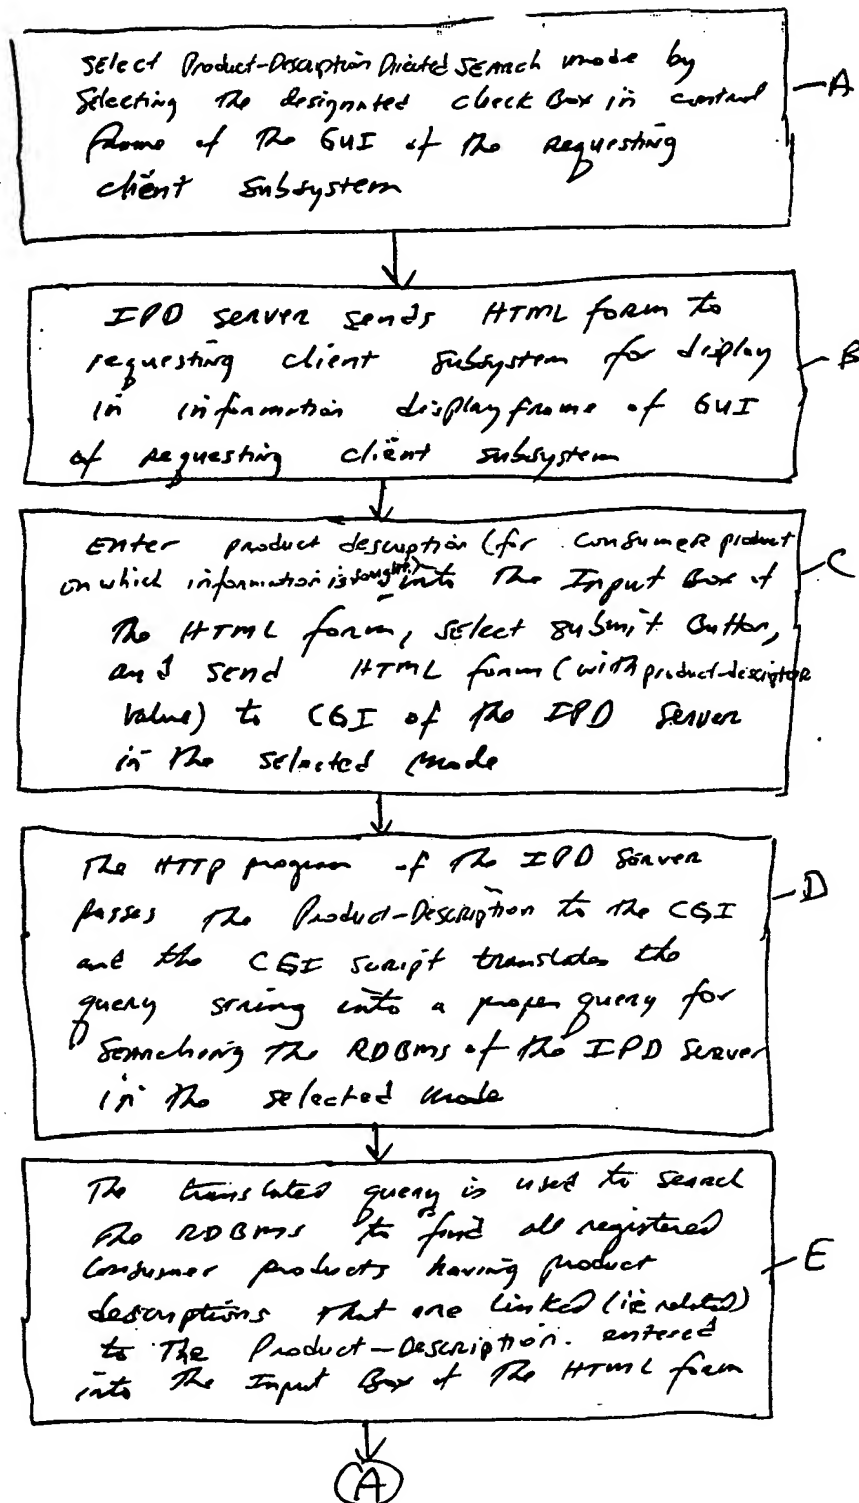 Select Product-Description Directed Search mode by
Selecting the designated check Box in control
frame of the GUI of the requesting
client subsystem
A
IPD server sends HTML form to
requesting client subsystem for display
in information display frame of GUI
of requesting client subsystem
B
Enter product description (for consumer product
on which information is sought) into the Input Box of
the HTML form, select submit Button,
and send HTML form (with product-descriptor
value) to CGI of the IPD Server
in the selected mode
C
The HTTP program of the IPD Server
passes the Product-Description to the CGI
and the CGI script translates the
query string into a proper query for
searching the RDBMS of the IPD Server
in the selected mode
D
The translated query is used to search
the RDBMS to find all registered
consumer products having product
descriptions that are linked (ie related)
to the Product-Description. entered
into the Input Box of the HTML form
E
A